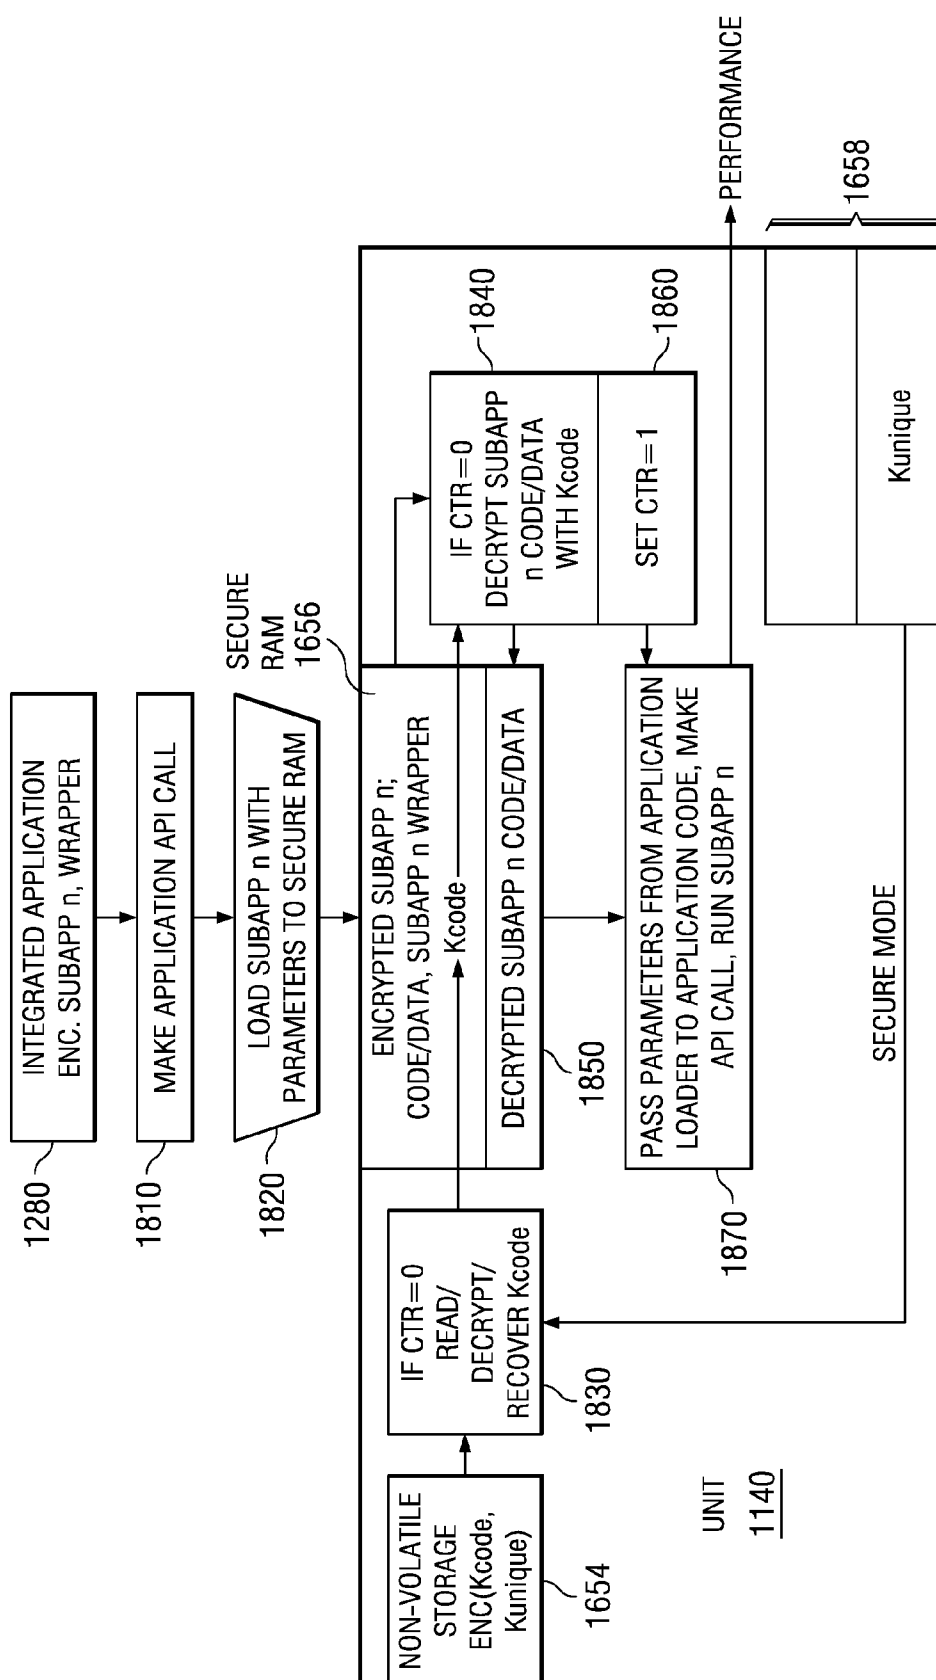 INTEGRATED APPLICATION
ENC. SUBAPP n, WRAPPER
1280
MAKE APPLICATION API CALL
1810
LOAD SUBAPP n WITH
PARAMETERS TO SECURE RAM
1820
SECURE
RAM
1656
NON-VOLATILE
STORAGE
ENC(Kcode,
Kunique)
1654
IF CTR=0
READ/
DECRYPT/
RECOVER Kcode
1830
ENCRYPTED SUBAPP n;
CODE/DATA, SUBAPP n WRAPPER
Kcode
DECRYPTED SUBAPP n CODE/DATA
1850
IF CTR=0
DECRYPT SUBAPP
n CODE/DATA
WITH Kcode
1840
SET CTR=1
1860
PASS PARAMETERS FROM APPLICATION
LOADER TO APPLICATION CODE, MAKE
API CALL, RUN SUBAPP n
1870
PERFORMANCE
UNIT
1140
SECURE MODE
Kunique
1658